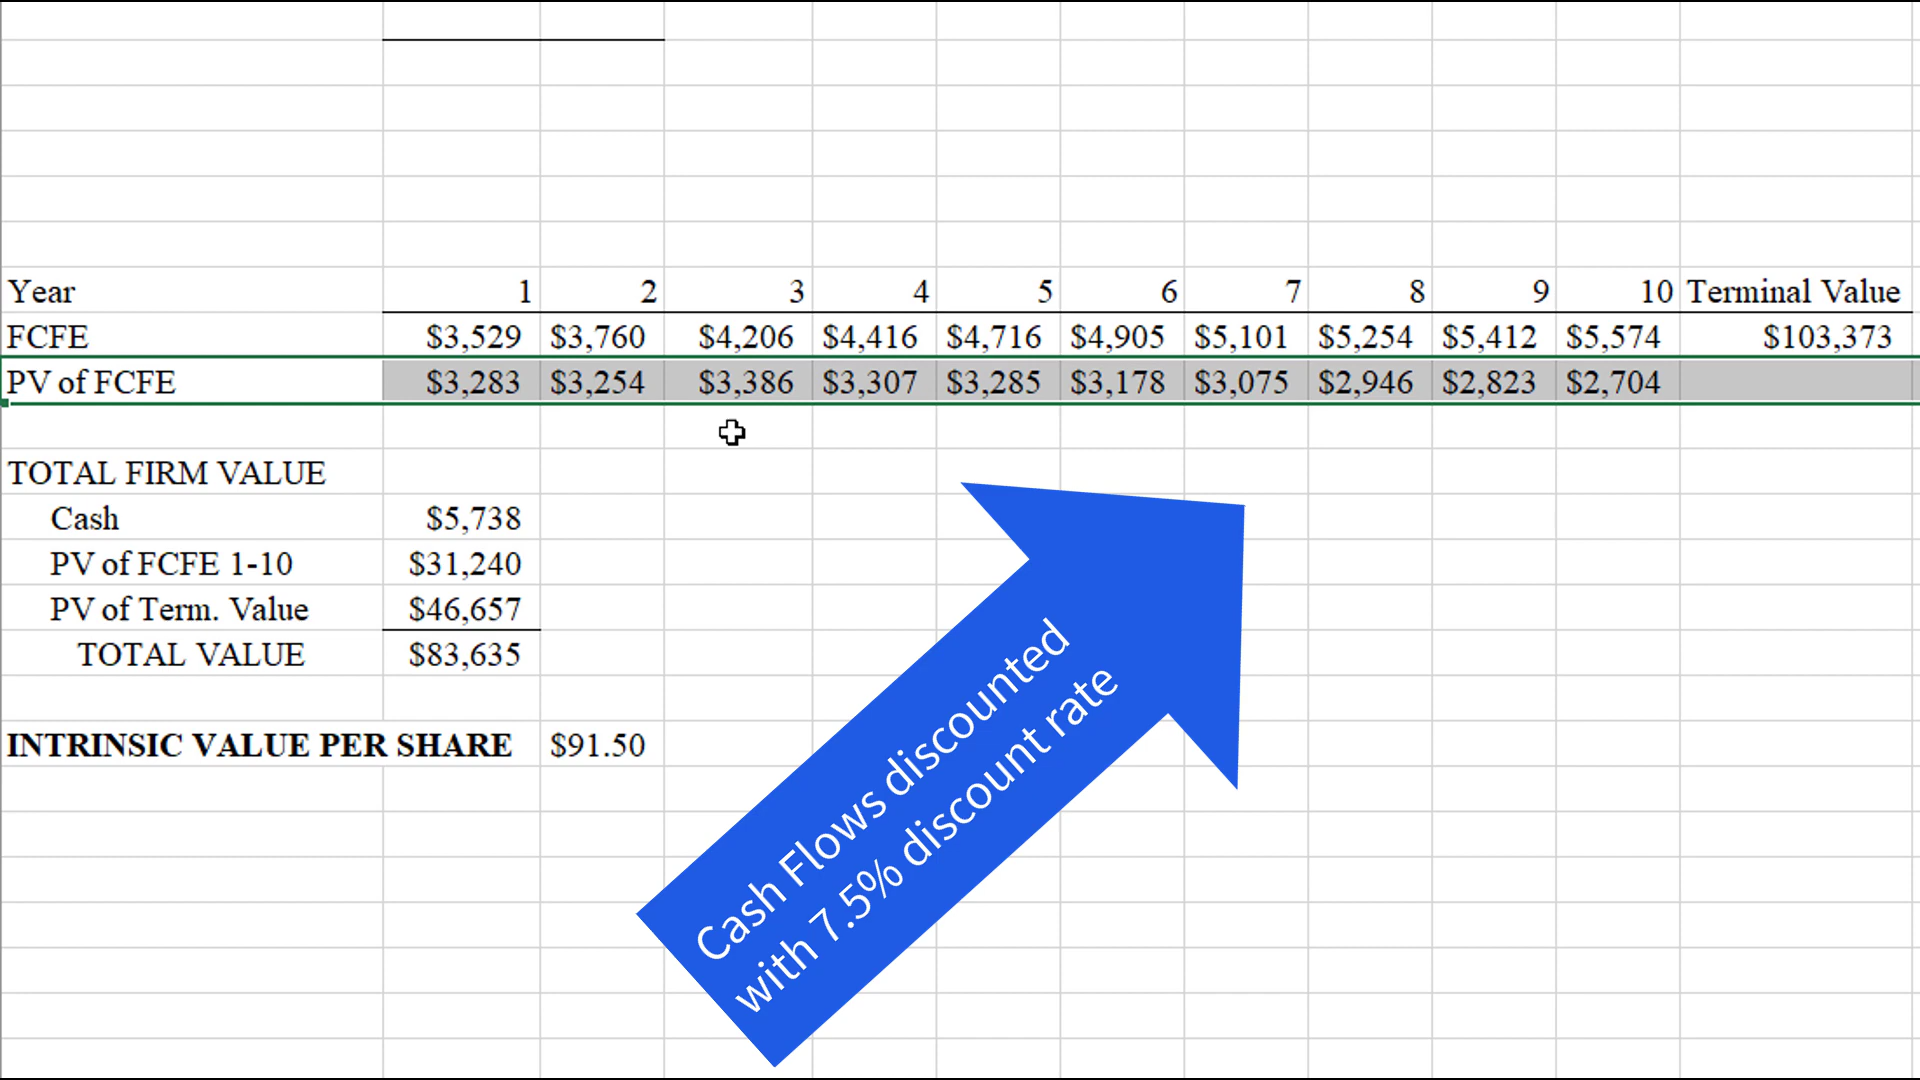 Year 1 2 3 4 5 6 7 8 9 10 Terminal Value
FCFE $3,529 $3,760 $4,206 $4,416 $4,716 $4,905 $5,101 $5,254 $5,412 $5,574 $103,373
PV of FCFE $3,283 $3,254 $3,386 $3,307 $3,285 $3,178 $3,075 $2,946 $2,823 $2,704
TOTAL FIRM VALUE
Cash $5,738
PV of FCFE 1-10 $31,240
PV of Term. Value $46,657
TOTAL VALUE $83,635
INTRINSIC VALUE PER SHARE $91.50
Cash Flows discounted
with 7.5% discount rate